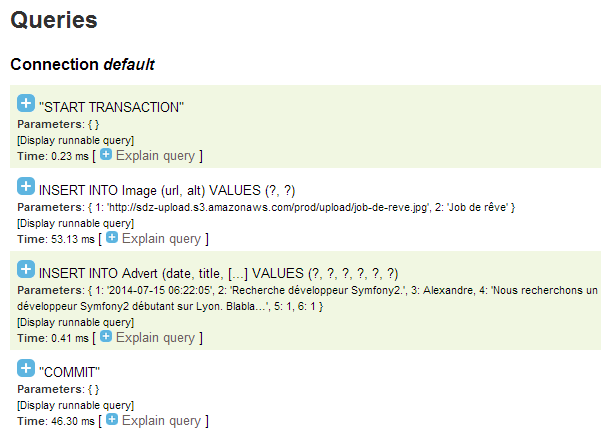 Queries
Connection default
"START TRANSACTION"
Parameters: { }
[Display runnable query]
Time: 0.23 ms [ Explain query ]
INSERT INTO Image (url, alt) VALUES (?, ?)
Parameters: { 1: 'http://sdz-upload.s3.amazonaws.com/prod/upload/job-de-reve.jpg', 2: 'Job de rêve' }
[Display runnable query]
Time: 53.13 ms [ Explain query ]
INSERT INTO Advert (date, title, [...] VALUES (?, ?, ?, ?, ?, ?)
Parameters: { 1: '2014-07-15 06:22:05', 2: 'Recherche développeur Symfony2.', 3: Alexandre, 4: 'Nous recherchons un
développeur Symfony2 débutant sur Lyon. Blabla…', 5: 1, 6: 1 }
[Display runnable query]
Time: 0.41 ms [ Explain query ]
"COMMIT"
Parameters: { }
[Display runnable query]
Time: 46.30 ms [ Explain query ]